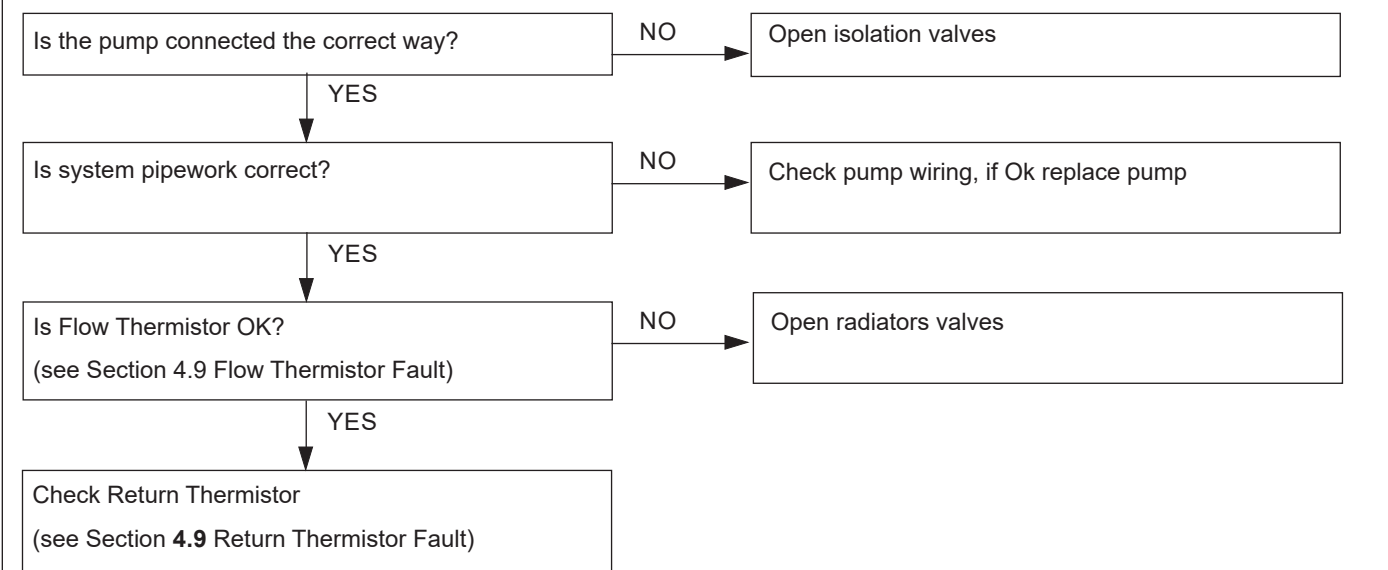 Is the pump connected the correct way?
NO
Open isolation valves
YES
Is system pipework correct?
NO
Check pump wiring, if Ok replace pump
YES
Is Flow Thermistor OK?
(see Section 4.9 Flow Thermistor Fault)
NO
Open radiators valves
YES
Check Return Thermistor
(see Section 4.9 Return Thermistor Fault)